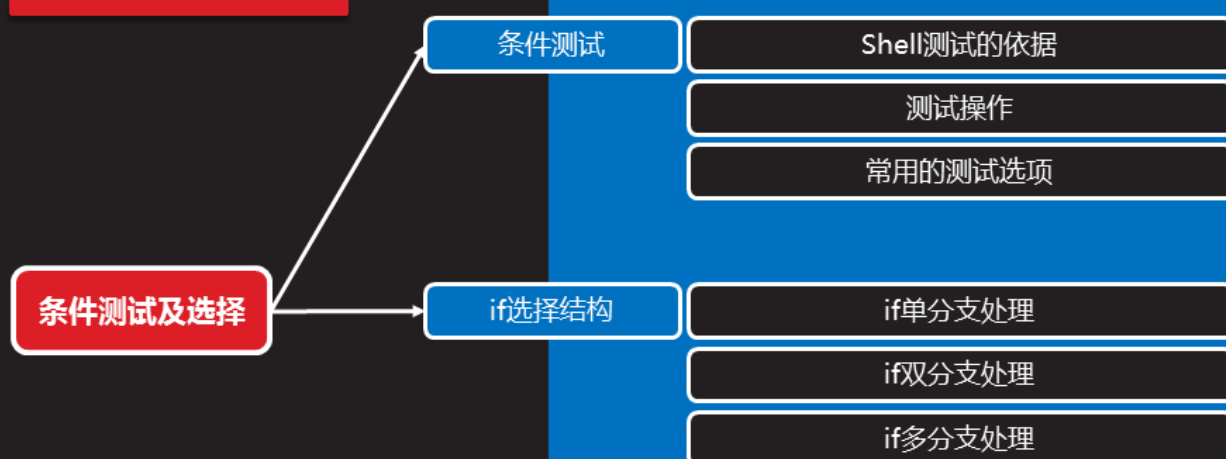 条件测试及选择
条件测试
Shell测试的依据
测试操作
常用的测试选项
if选择结构
if单分支处理
if双分支处理
if多分支处理